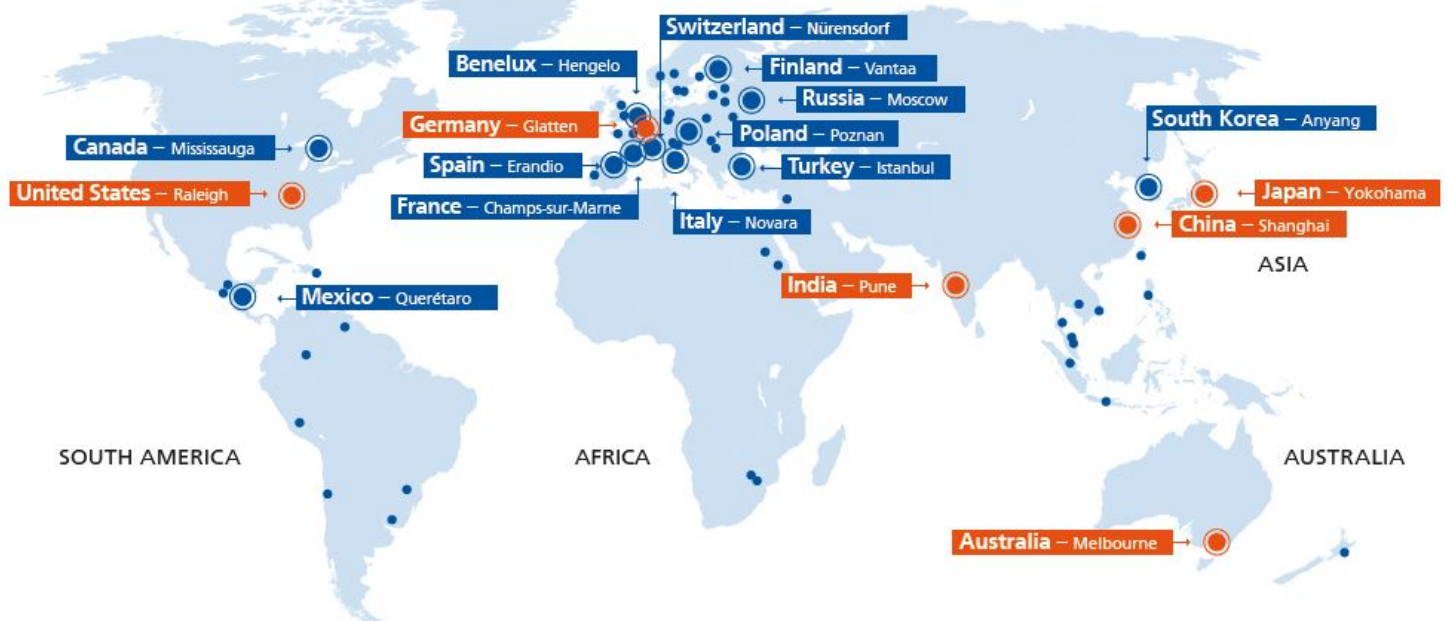 Switzerland – Nürensdorf
Benelux – Hengelo
Finland – Vantaa
Russia – Moscow
Germany – Glatten
South Korea – Anyang
Poland – Poznan
Canada – Mississauga
Spain – Erandio
Turkey – Istanbul
United States – Raleigh
Japan – Yokohama
France – Champs-sur-Marne
Italy – Novara
China – Shanghai
ASIA
India – Pune
Mexico – Querétaro
SOUTH AMERICA
AFRICA
AUSTRALIA
Australia – Melbourne